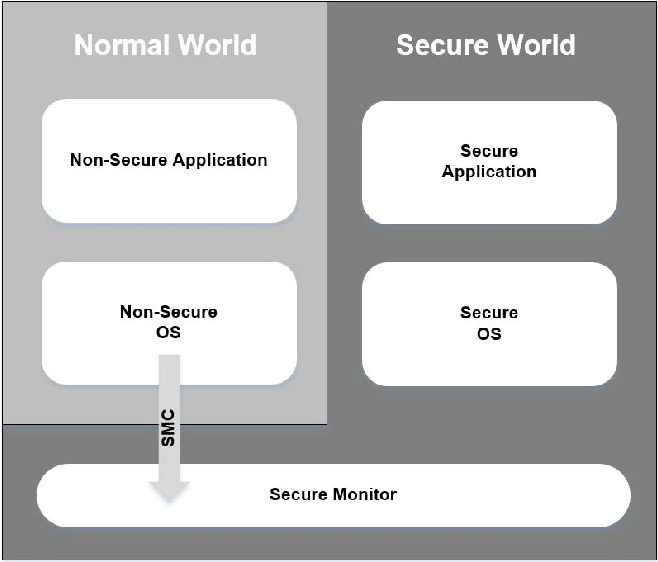 Normal World
Secure World
Non-Secure Application
Secure
Application
Non-Secure
OS
Secure
OS
SMC
Secure Monitor